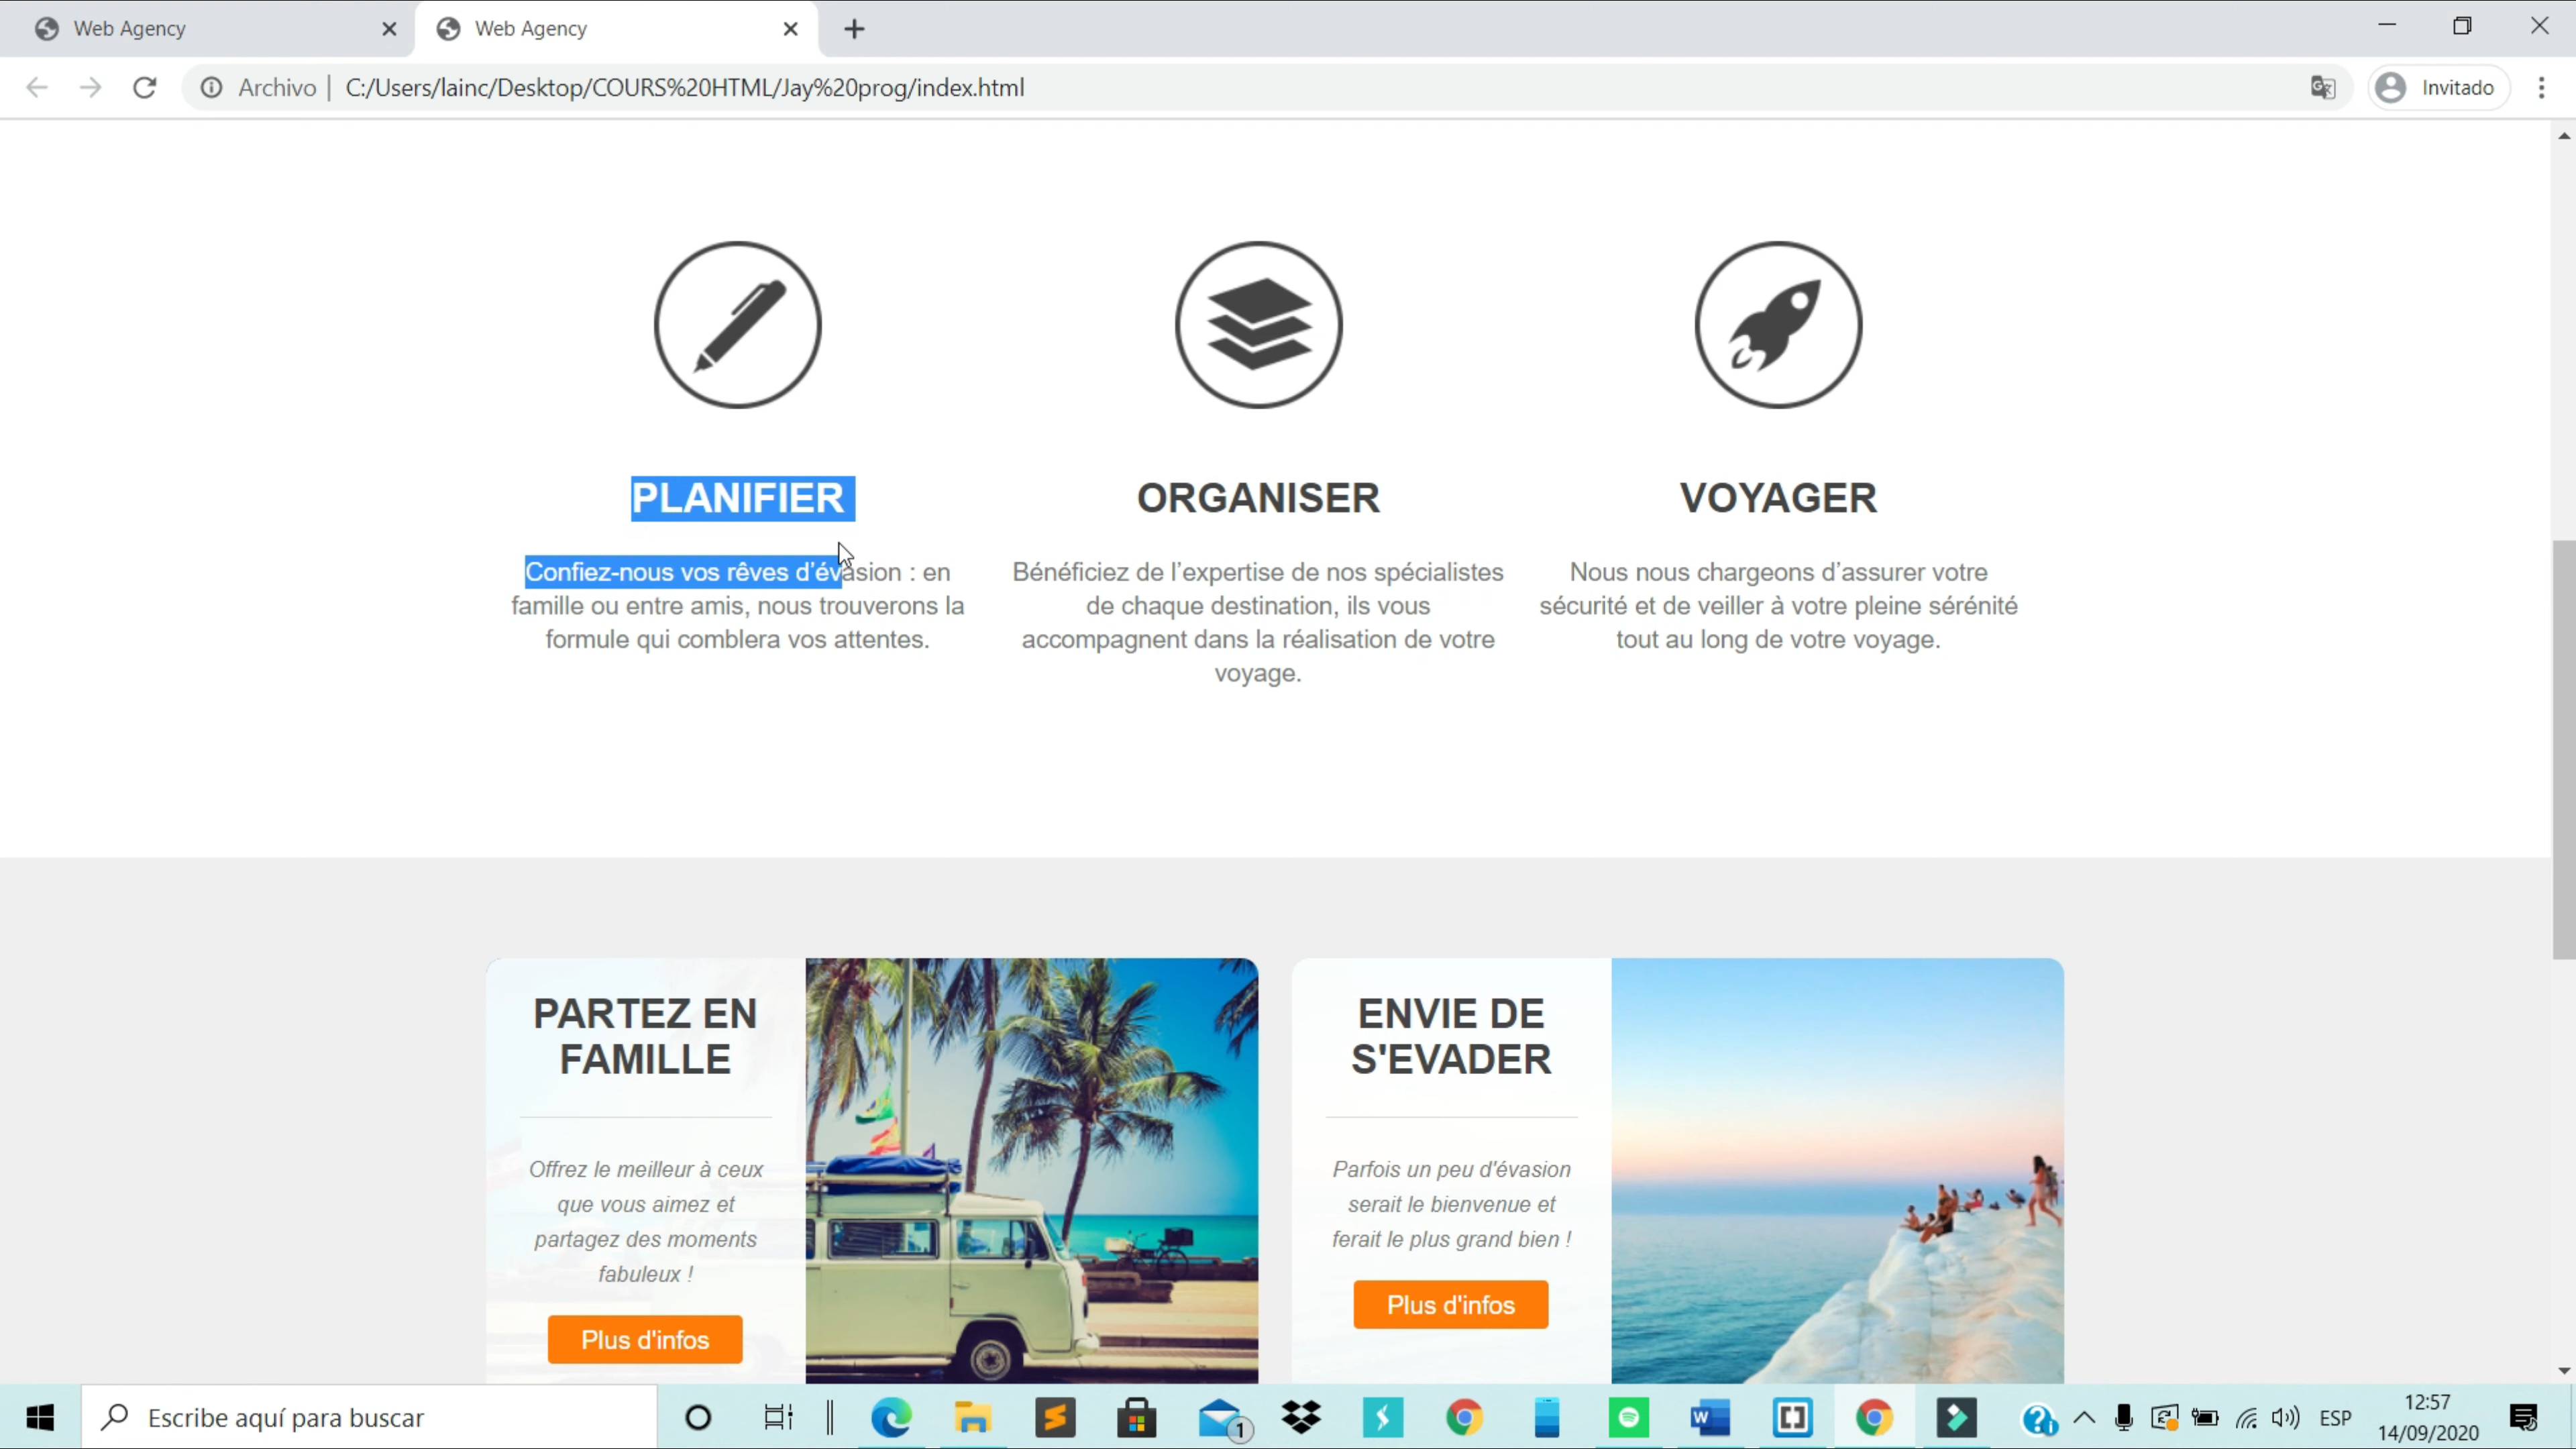 Web Agency
Web Agency
Archivo | C:/Users/lainc/Desktop/COURS%20HTML/Jay%20prog/index.html
Invitado
PLANIFIER
Confiez-nous vos rêves d’évasion : en
famille ou entre amis, nous trouverons la
formule qui comblera vos attentes.
ORGANISER
Bénéficiez de l’expertise de nos spécialistes
de chaque destination, ils vous
accompagnent dans la réalisation de votre
voyage.
VOYAGER
Nous nous chargeons d’assurer votre
sécurité et de veiller à votre pleine sérénité
tout au long de votre voyage.
PARTEZ EN
FAMILLE
Offrez le meilleur à ceux
que vous aimez et
partagez des moments
fabuleux !
Plus d'infos
ENVIE DE
S'EVADER
Parfois un peu d'évasion
serait le bienvenue et
ferait le plus grand bien !
Plus d'infos
Escribe aquí para buscar
1
ESP
12:57
14/09/2020